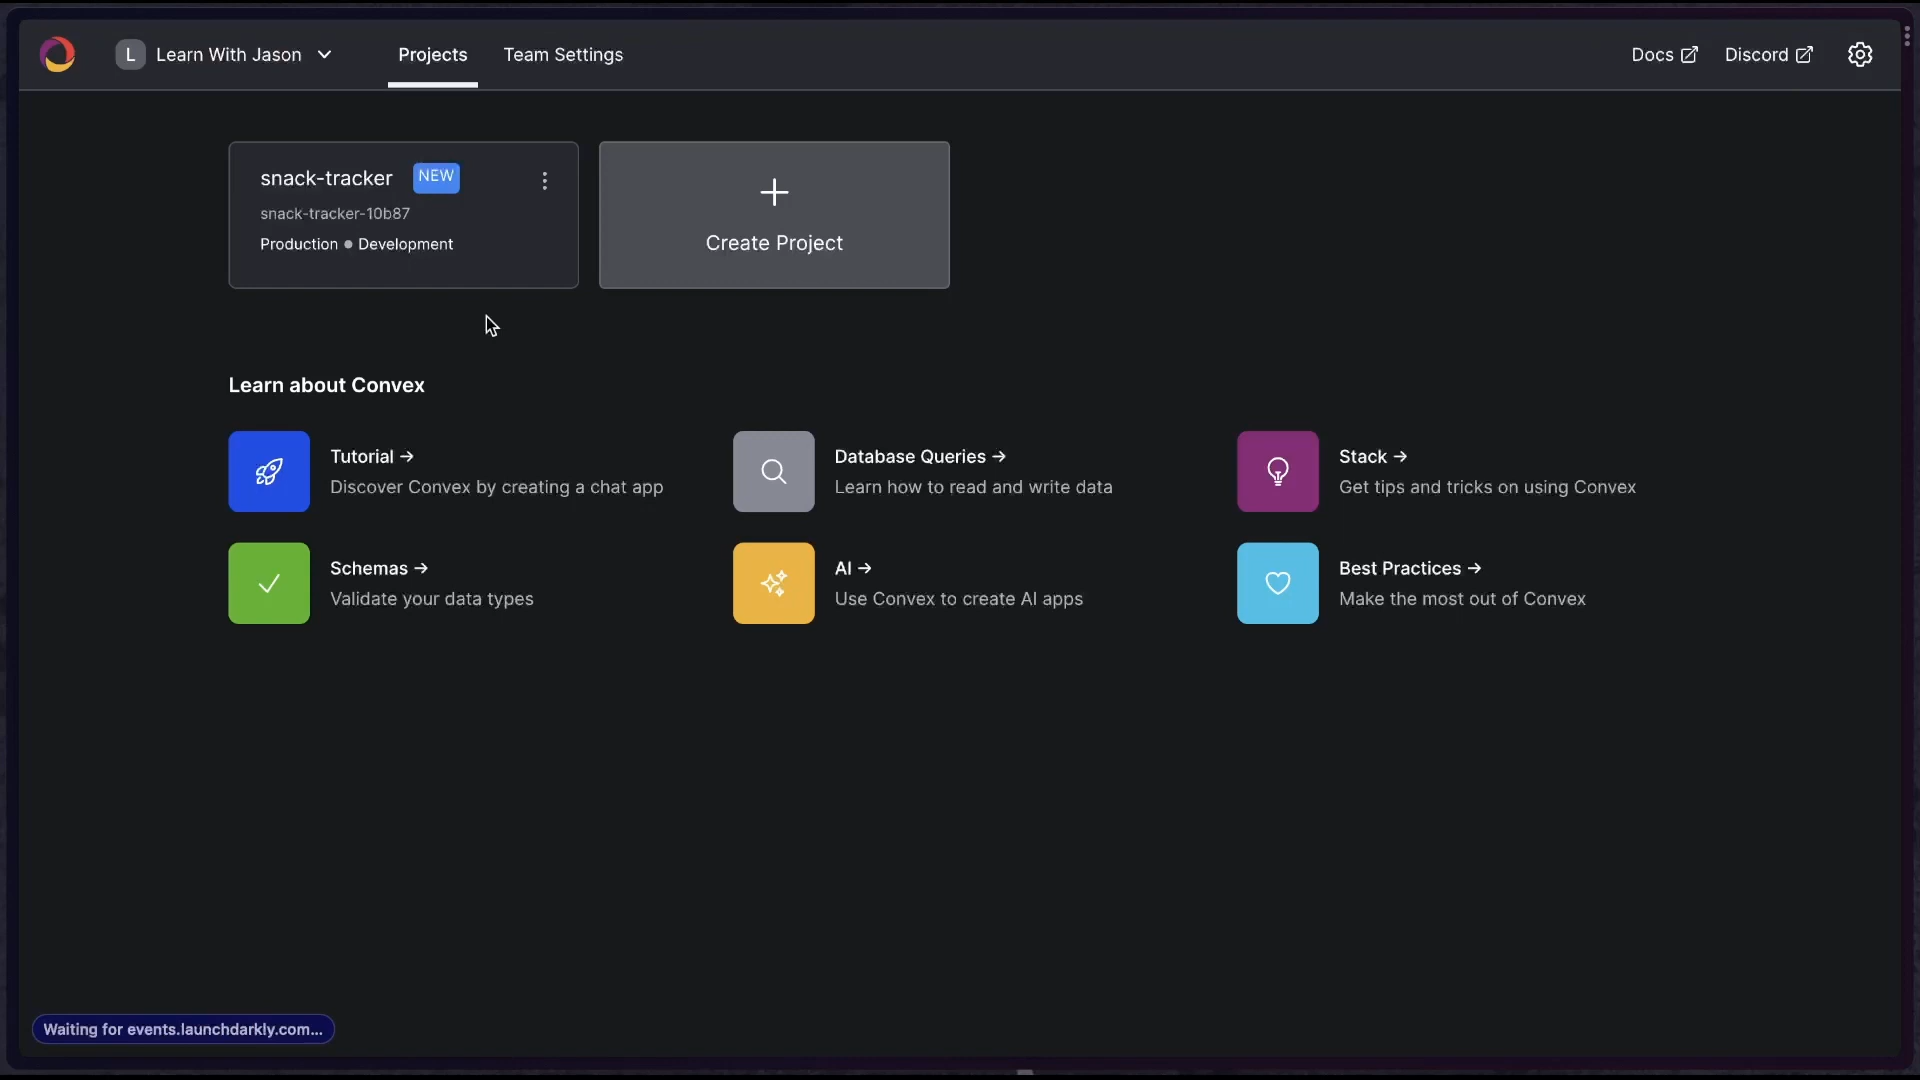 L Learn With Jason Projects Team Settings Docs Discord
snack-tracker NEW
snack-tracker-10b87
Production Development
Create Project
Learn about Convex
Tutorial →
Discover Convex by creating a chat app
Database Queries →
Learn how to read and write data
Stack →
Get tips and tricks on using Convex
Schemas →
Validate your data types
AI →
Use Convex to create AI apps
Best Practices →
Make the most out of Convex
Waiting for events.launchdarkly.com...